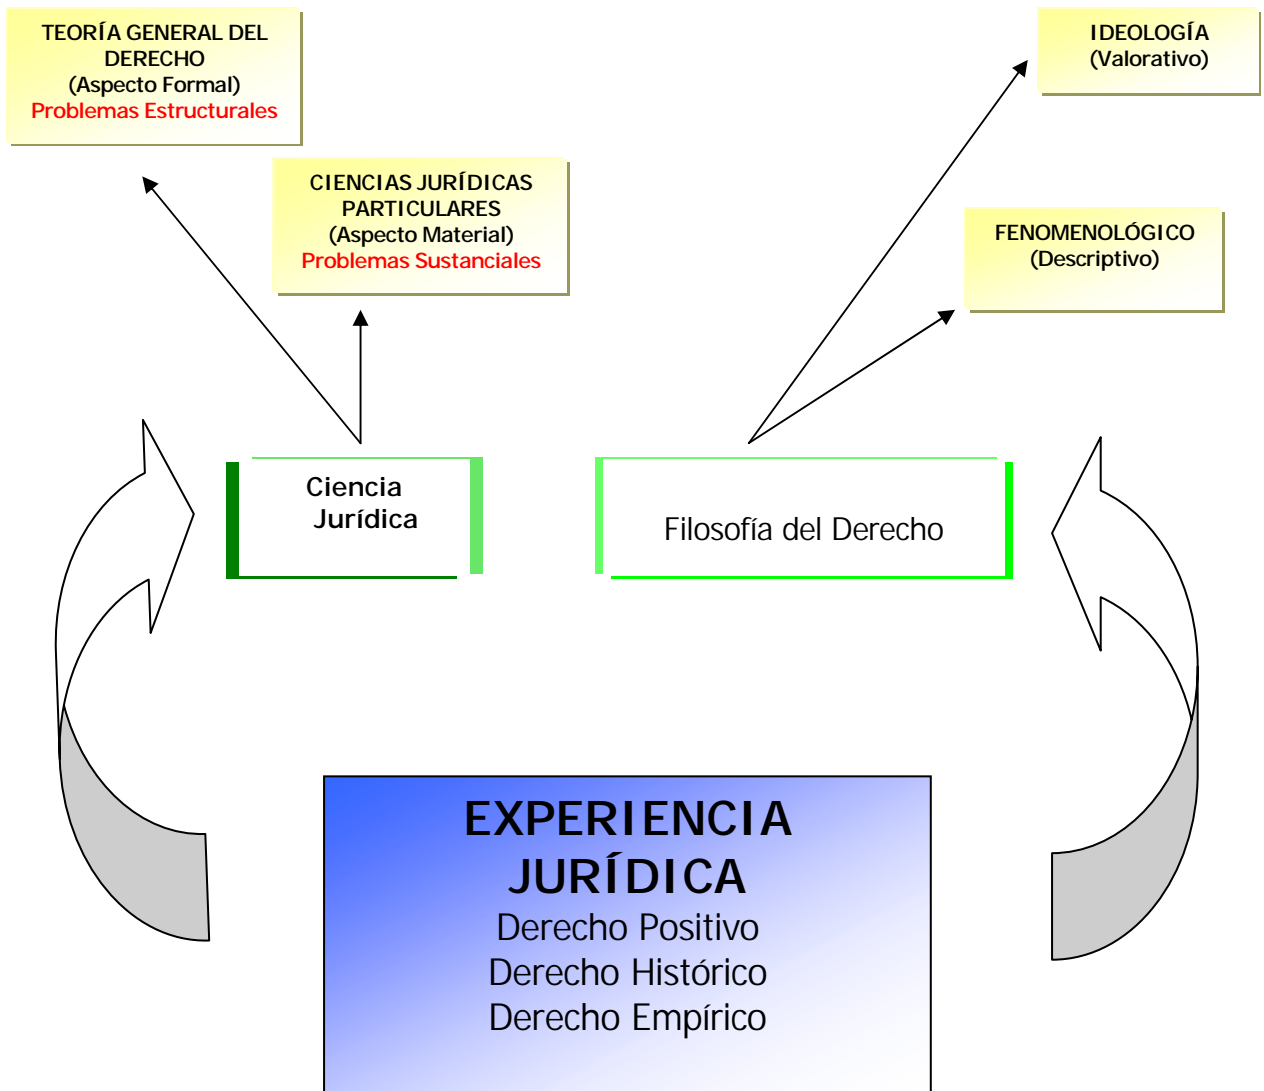 TEORÍA GENERAL DEL
DERECHO
(Aspecto Formal)
Problemas Estructurales
CIENCIAS JURÍDICAS
PARTICULARES
(Aspecto Material)
Problemas Sustanciales
IDEOLOGÍA
(Valorativo)
FENOMENOLÓGICO
(Descriptivo)
Ciencia
Jurídica
Filosofía del Derecho
EXPERIENCIA
JURÍDICA
Derecho Positivo
Derecho Histórico
Derecho Empírico